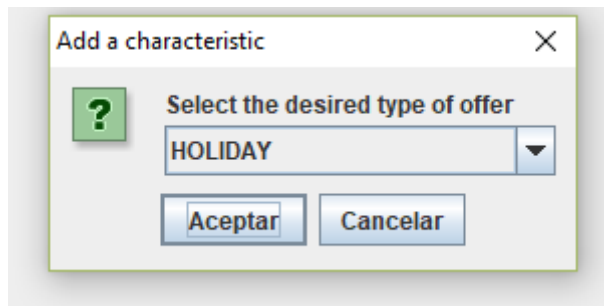 Add a characteristic
?
Select the desired type of offer
HOLIDAY
Aceptar Cancelar